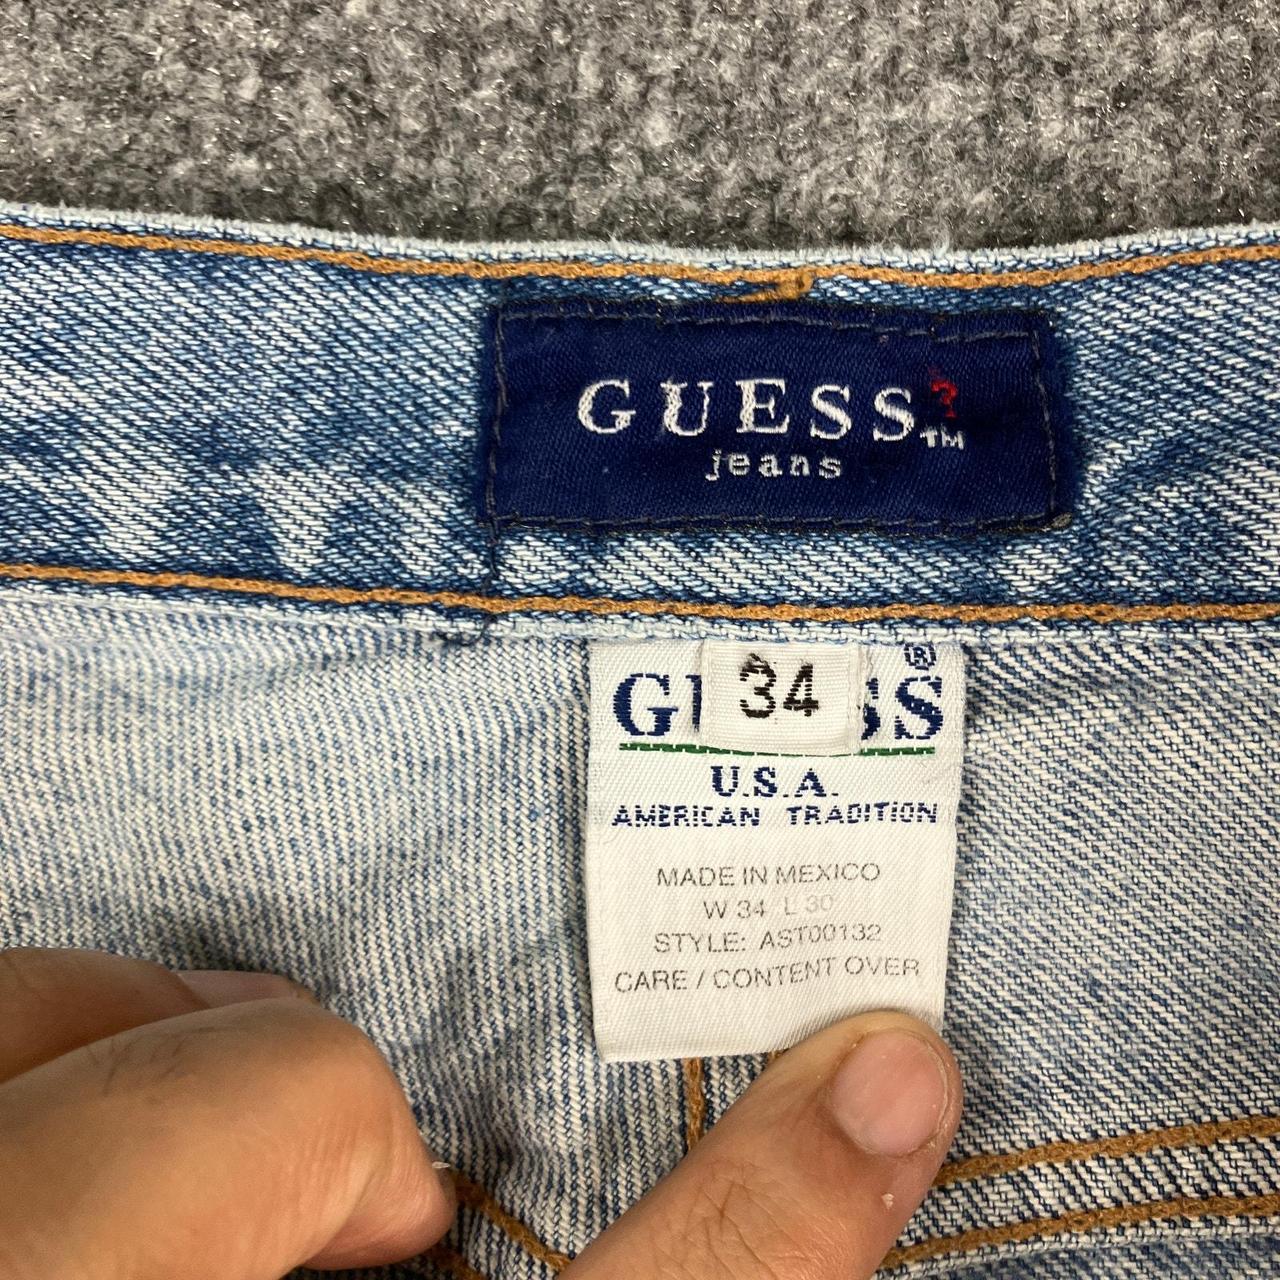 GUESS?™
jeans
34
G SS®
U.S.A.
AMERICAN TRADITION
MADE IN MEXICO
W 34 L 30
STYLE: AST00132
CARE / CONTENT OVER